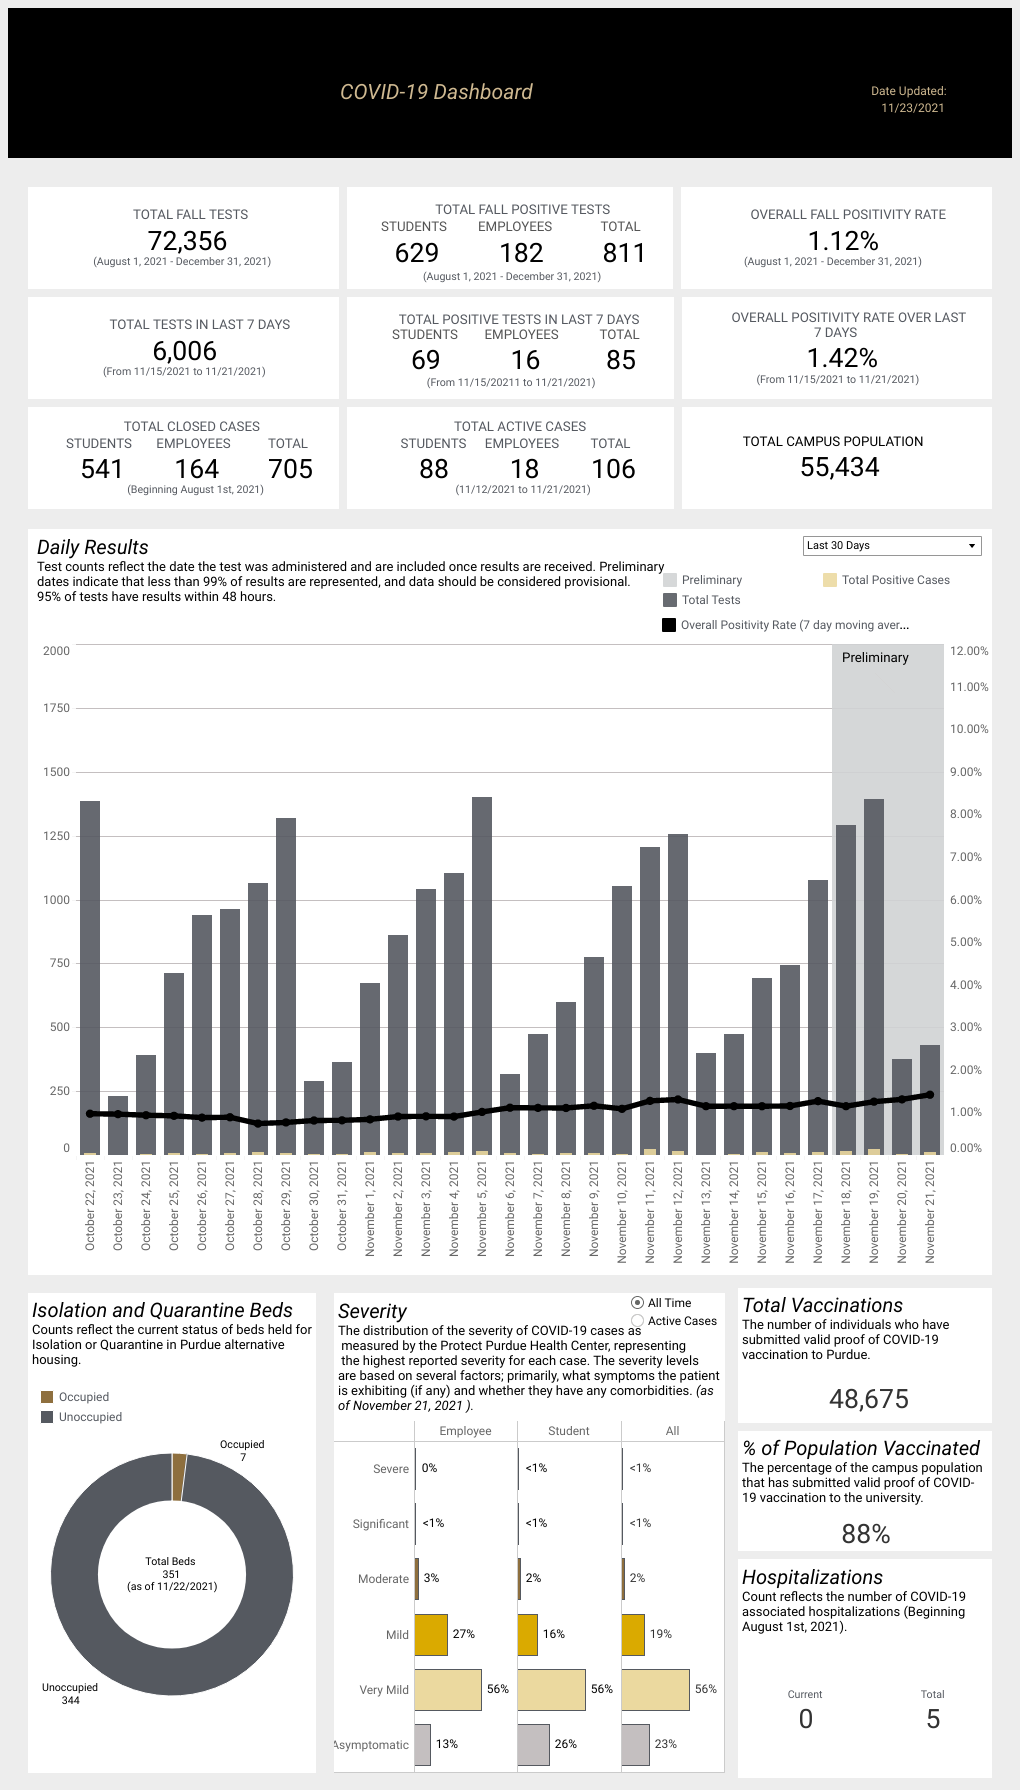 COVID-19 Dashboard
Date Updated:
11/23/2021
TOTAL FALL TESTS
72,356
(August 1, 2021 - December 31, 2021)
TOTAL FALL POSITIVE TESTS
STUDENTS EMPLOYEES TOTAL
629 182 811
(August 1, 2021 - December 31, 2021)
OVERALL FALL POSITIVITY RATE
1.12%
(August 1, 2021 - December 31, 2021)
TOTAL TESTS IN LAST 7 DAYS
6,006
(From 11/15/2021 to 11/21/2021)
TOTAL POSITIVE TESTS IN LAST 7 DAYS
STUDENTS EMPLOYEES TOTAL
69 16 85
(From 11/15/20211 to 11/21/2021)
OVERALL POSITIVITY RATE OVER LAST
7 DAYS
1.42%
(From 11/15/2021 to 11/21/2021)
TOTAL CLOSED CASES
STUDENTS EMPLOYEES TOTAL
541 164 705
(Beginning August 1st, 2021)
TOTAL ACTIVE CASES
STUDENTS EMPLOYEES TOTAL
88 18 106
(11/12/2021 to 11/21/2021)
TOTAL CAMPUS POPULATION
55,434
Daily Results
Test counts reflect the date the test was administered and are included once results are received. Preliminary
dates indicate that less than 99% of results are represented, and data should be considered provisional.
95% of tests have results within 48 hours.
Last 30 Days
Preliminary
Total Positive Cases
Total Tests
Overall Positivity Rate (7 day moving aver...
Preliminary
2000
1750
1500
1250
1000
750
500
250
0
12.00%
11.00%
10.00%
9.00%
8.00%
7.00%
6.00%
5.00%
4.00%
3.00%
2.00%
1.00%
0.00%
October 22, 2021
October 23, 2021
October 24, 2021
October 25, 2021
October 26, 2021
October 27, 2021
October 28, 2021
October 29, 2021
October 30, 2021
October 31, 2021
November 1, 2021
November 2, 2021
November 3, 2021
November 4, 2021
November 5, 2021
November 6, 2021
November 7, 2021
November 8, 2021
November 9, 2021
November 10, 2021
November 11, 2021
November 12, 2021
November 13, 2021
November 14, 2021
November 15, 2021
November 16, 2021
November 17, 2021
November 18, 2021
November 19, 2021
November 20, 2021
November 21, 2021
Isolation and Quarantine Beds
Counts reflect the current status of beds held for
Isolation or Quarantine in Purdue alternative
housing.
Occupied
Unoccupied
Occupied
7
Total Beds
351
(as of 11/22/2021)
Unoccupied
344
Severity
All Time
Active Cases
The distribution of the severity of COVID-19 cases as
measured by the Protect Purdue Health Center, representing
the highest reported severity for each case. The severity levels
are based on several factors; primarily, what symptoms the patient
is exhibiting (if any) and whether they have any comorbidities. (as
of November 21, 2021 ).
Employee Student All
Severe 0% <1% <1%
Significant <1% <1% <1%
Moderate 3% 2% 2%
Mild 27% 16% 19%
Very Mild 56% 56% 56%
Asymptomatic 13% 26% 23%
Total Vaccinations
The number of individuals who have
submitted valid proof of COVID-19
vaccination to Purdue.
48,675
% of Population Vaccinated
The percentage of the campus population
that has submitted valid proof of COVID-
19 vaccination to the university.
88%
Hospitalizations
Count reflects the number of COVID-19
associated hospitalizations (Beginning
August 1st, 2021).
Current Total
0 5